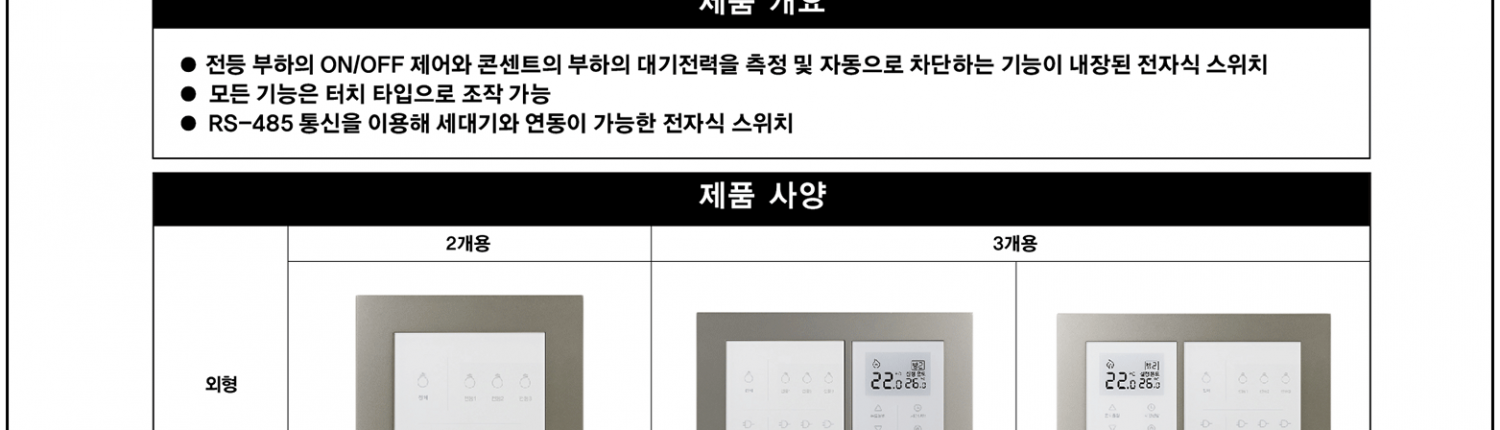 제품 개요
● 전등 부하의 ON/OFF 제어와 콘센트의 부하의 대기전력을 측정 및 자동으로 차단하는 기능이 내장된 전자식 스위치
● 모든 기능은 터치 타입으로 조작 가능
● RS-485 통신을 이용해 세대기와 연동이 가능한 전자식 스위치
제품 사양
2개용 3개용
외형
22.0 26.0
22.0 26.0